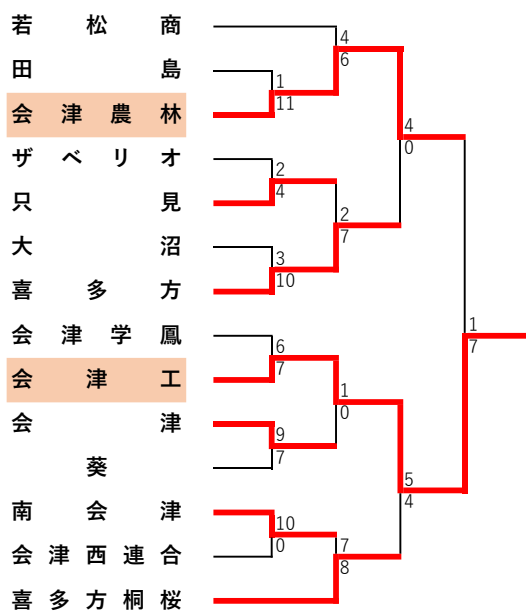 若松商
4
田島
6
1
会津農林
11
4
ザベリオ
0
2
只見
4
2
大沼
7
3
喜多方
10
会津学鳳
1
6
7
会津工
7
1
会津
0
9
葵
7
5
南会津
4
10
会津西連合
0
7
喜多方桐桜
8